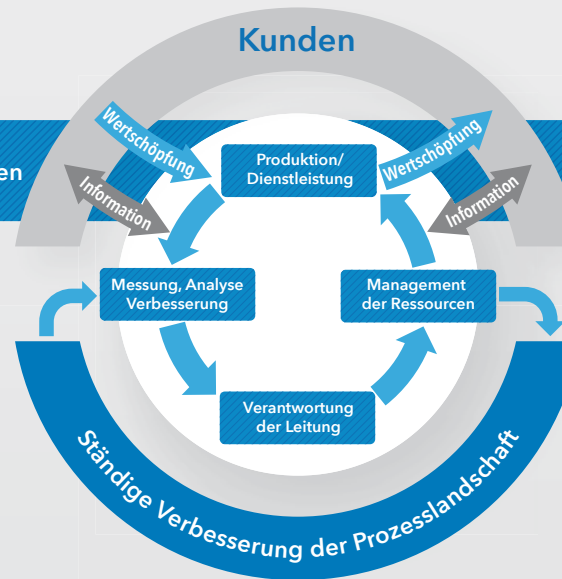 Kunden
Wertschöpfung
Wertschöpfung
Produktion/
Dienstleistung
en
Information
Information
Messung, Analyse
Verbesserung
Management
der Ressourcen
Verantwortung
der Leitung
Ständige Verbesserung der Prozesslandschaft